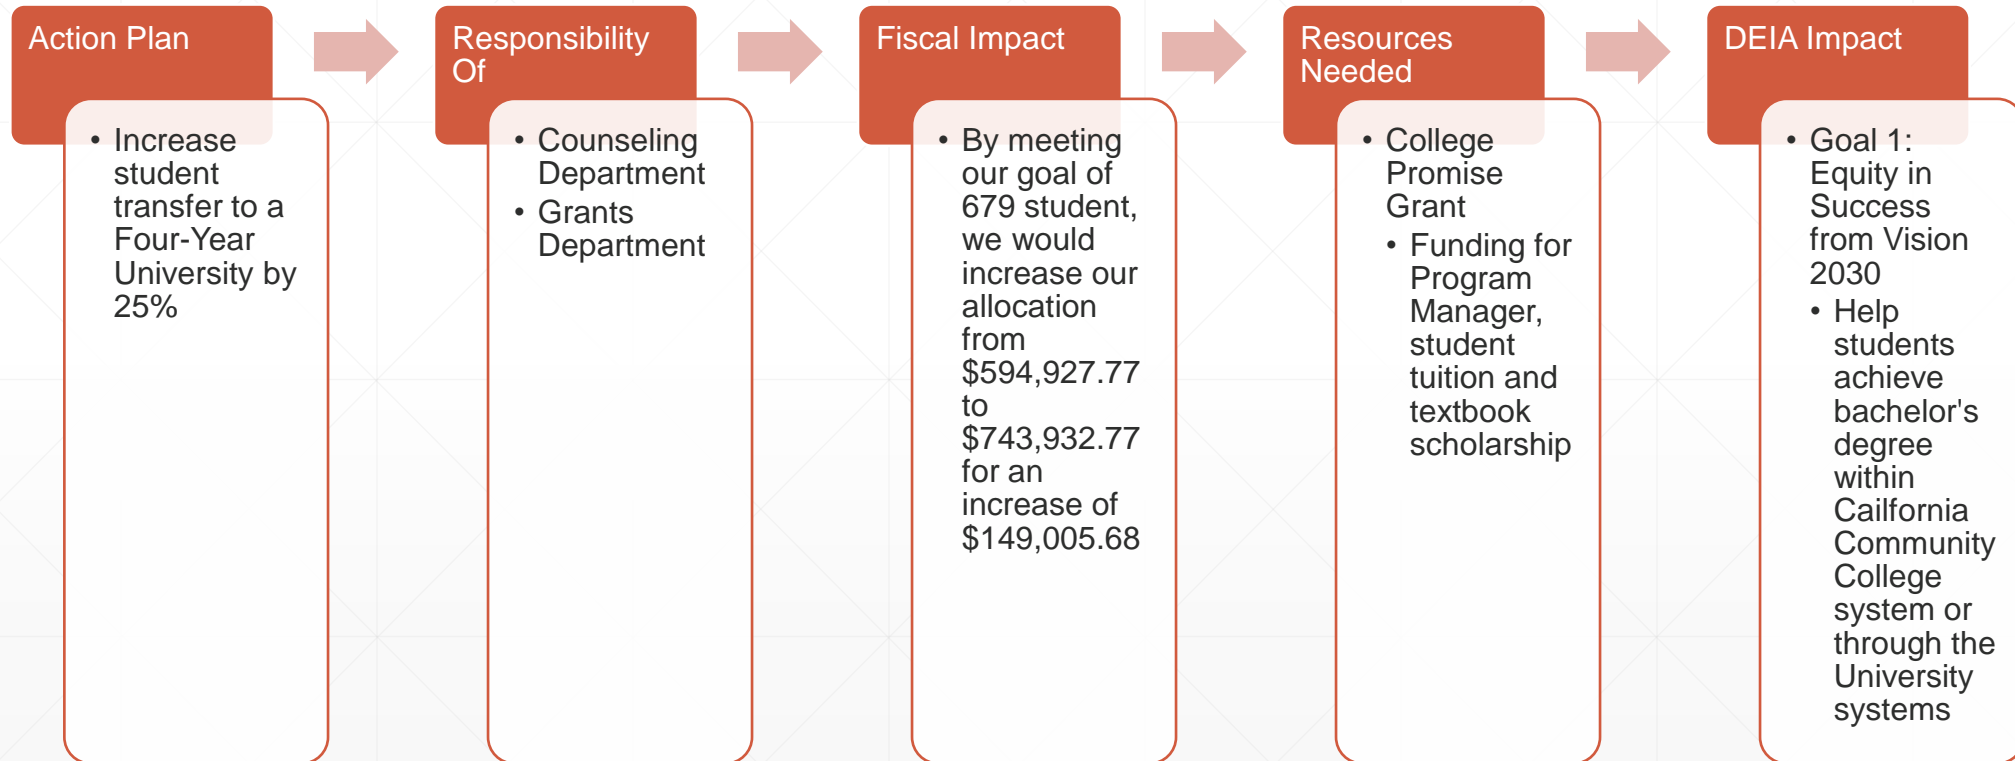 Action Plan
• Increase
student
transfer to a
Four-Year
University by
25%
Responsibility
Of
• Counseling
Department
• Grants
Department
Fiscal Impact
• By meeting
our goal of
679 student,
we would
increase our
allocation
from
$594,927.77
to
$743,932.77
for an
increase of
$149,005.68
Resources
Needed
• College
Promise
Grant
• Funding for
Program
Manager,
student
tuition and
textbook
scholarship
DEIA Impact
• Goal 1:
Equity in
Success
from Vision
2030
• Help
students
achieve
bachelor's
degree
within
Cailfornia
Community
College
system or
through the
University
systems